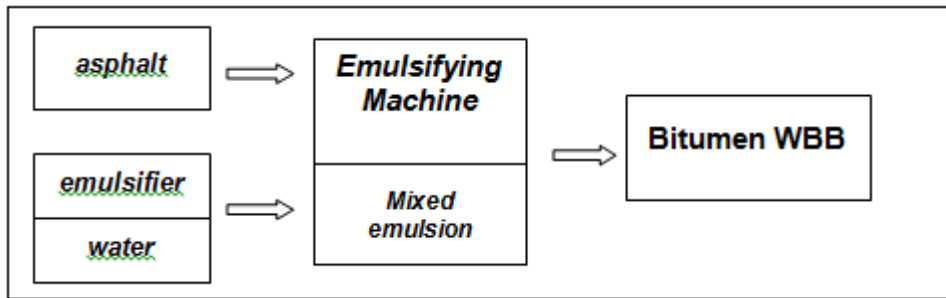 asphalt
emulsifier
water
Emulsifying
Machine
Mixed
emulsion
Bitumen WBB